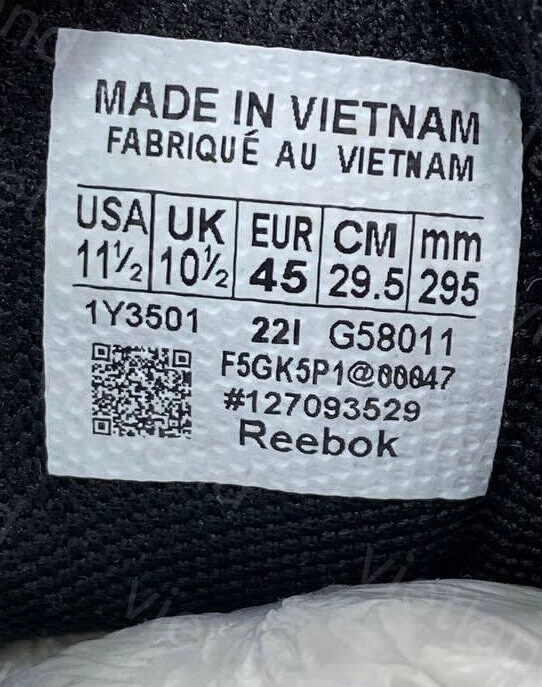 MADE IN VIETNAM
FABRIQUÉ AU VIETNAM
USA UK EUR CM mm
11½ 10½ 45 29.5 295
1Y3501 22I G58011
F5GK5P1@00047
#127093529
Reebok